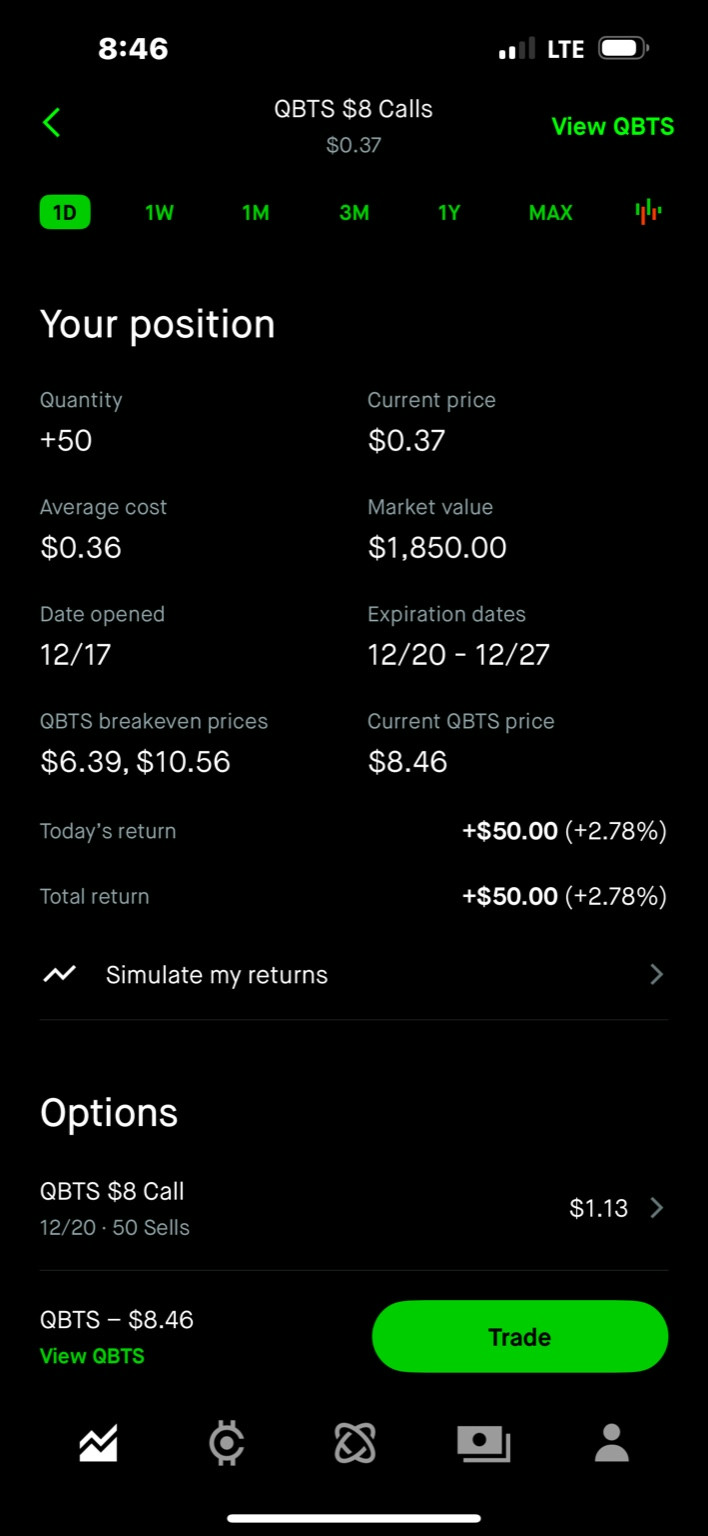 8:46
LTE
QBTS $8 Calls
$0.37
View QBTS
1D 1W 1M 3M 1Y MAX
Your position
Quantity
+50
Current price
$0.37
Average cost
$0.36
Market value
$1,850.00
Date opened
12/17
Expiration dates
12/20 - 12/27
QBTS breakeven prices
$6.39, $10.56
Current QBTS price
$8.46
Today's return
+$50.00 (+2.78%)
Total return
+$50.00 (+2.78%)
Simulate my returns
Options
QBTS $8 Call
12/20 · 50 Sells
$1.13
QBTS – $8.46
View QBTS
Trade